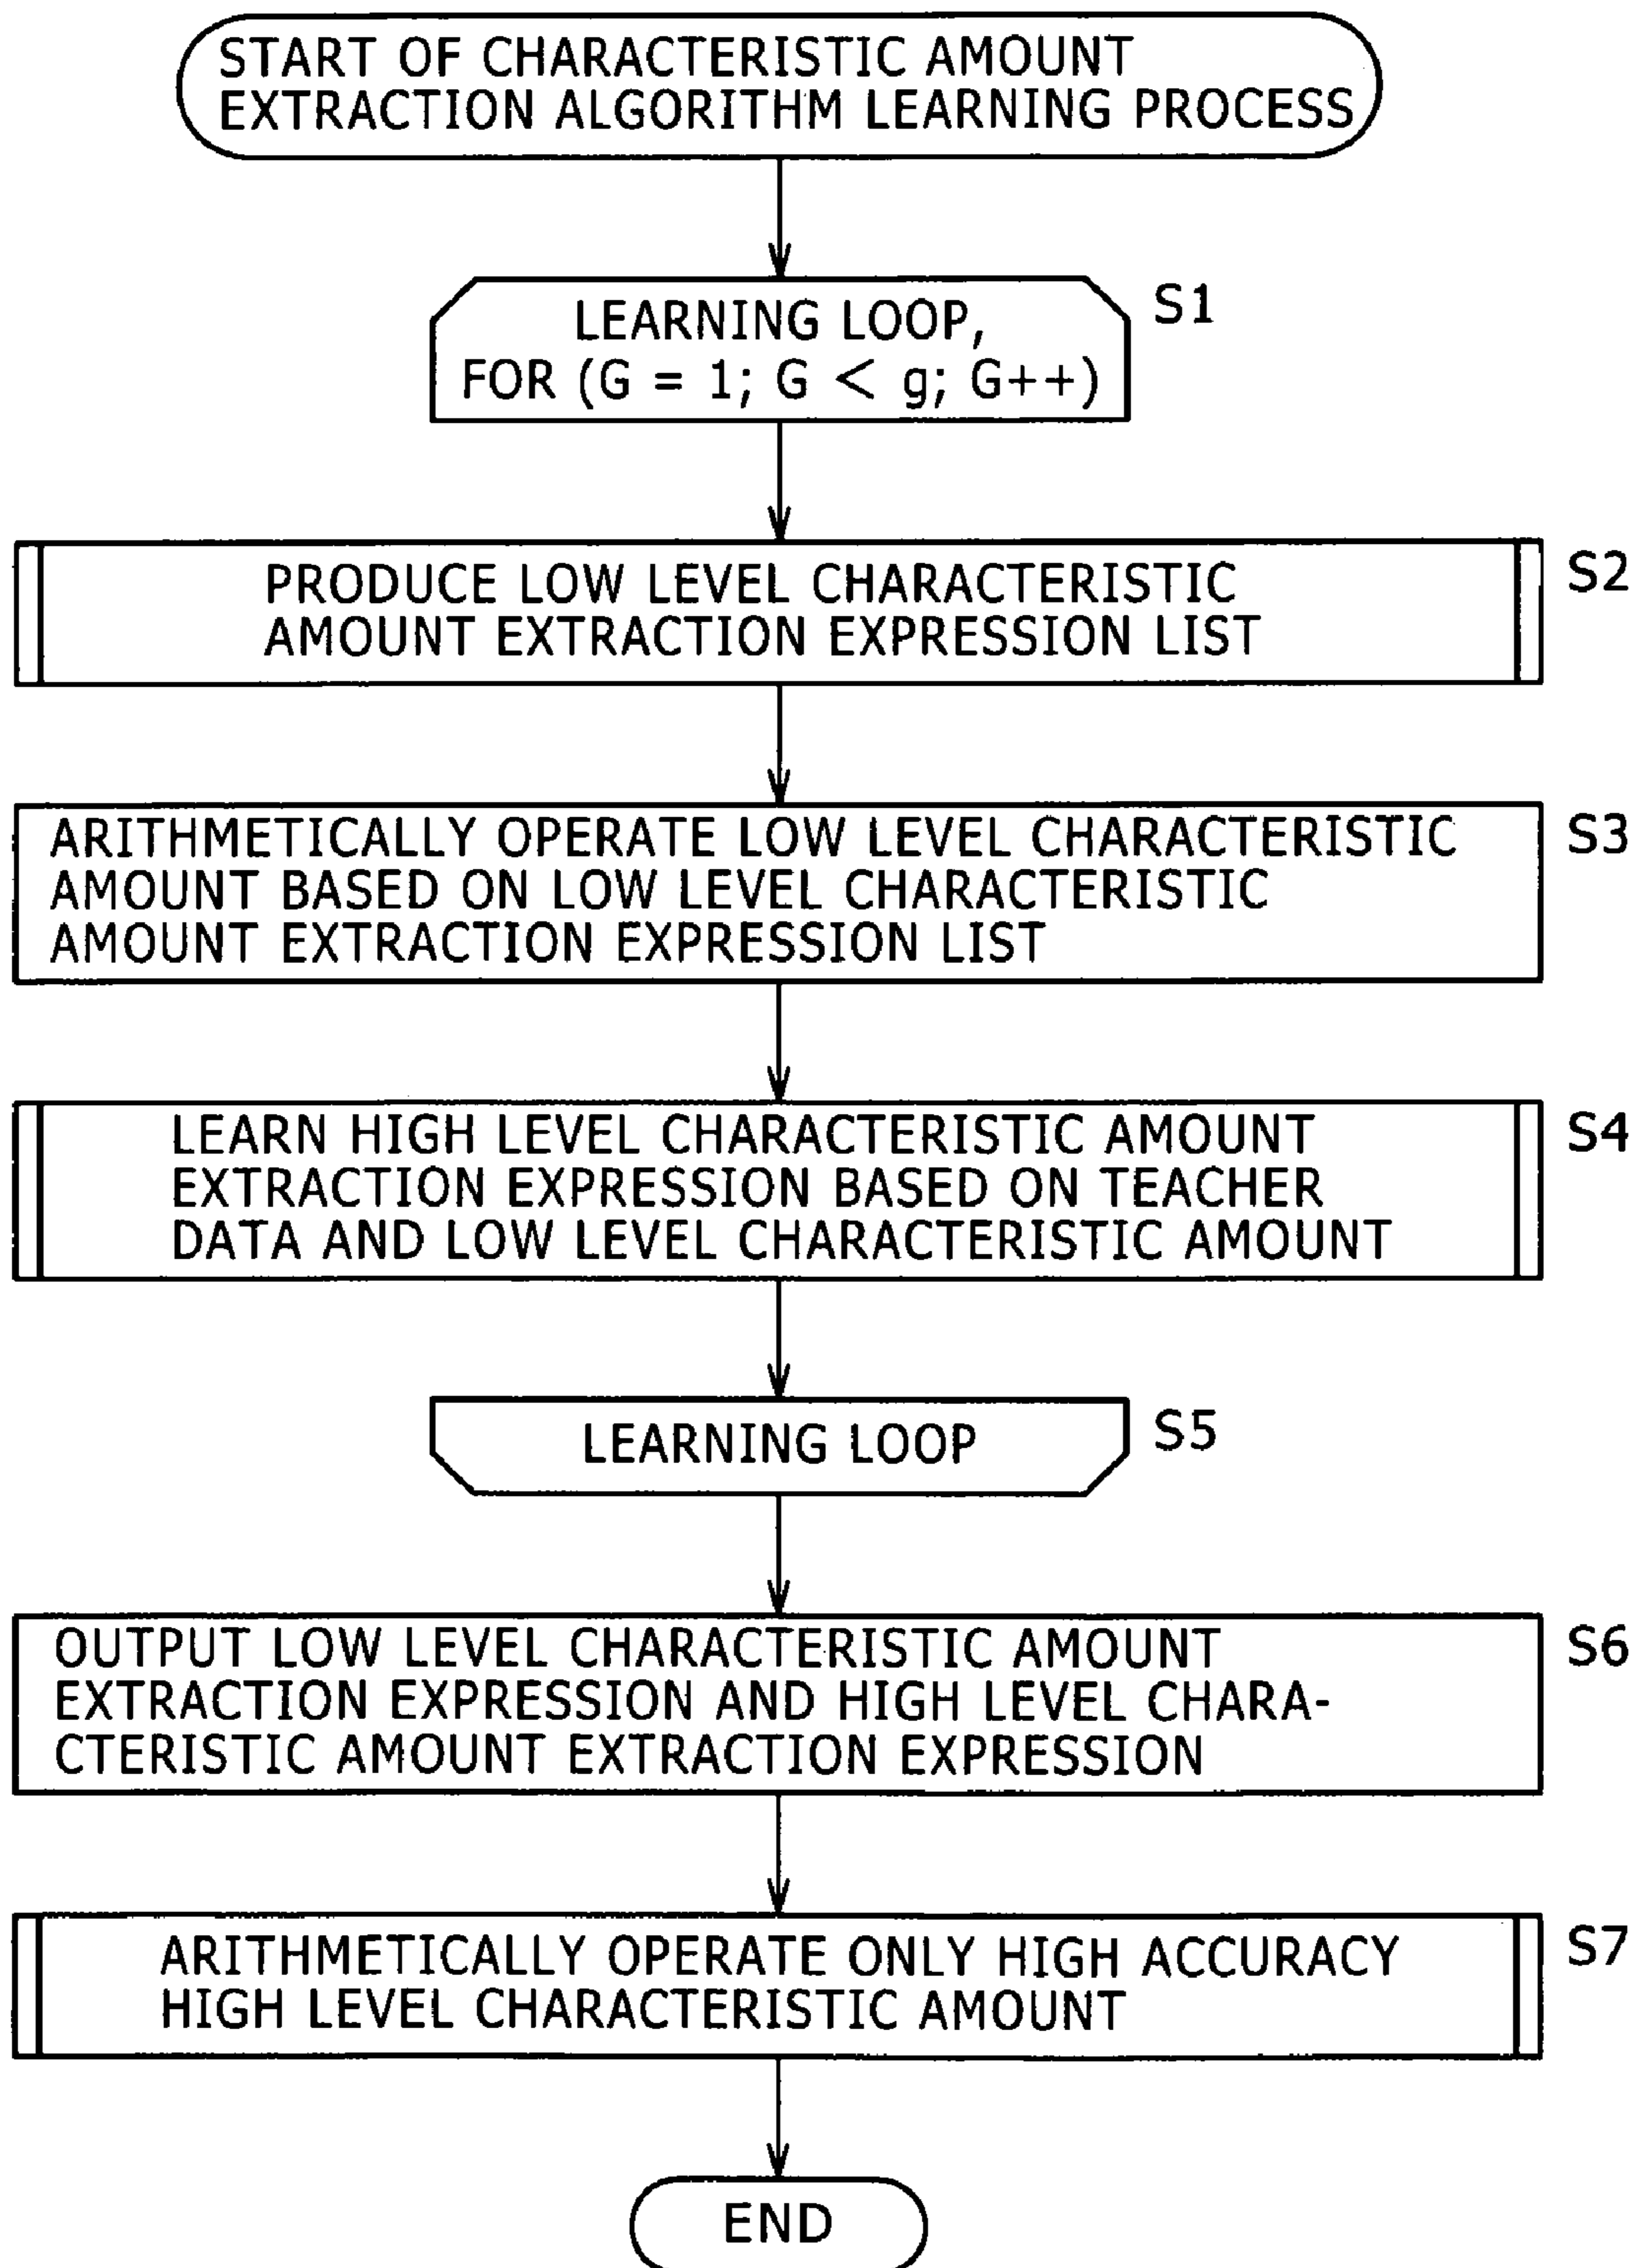 START OF CHARACTERISTIC AMOUNT
EXTRACTION ALGORITHM LEARNING PROCESS
LEARNING LOOP,
FOR (G = 1; G < g; G++)
S1
PRODUCE LOW LEVEL CHARACTERISTIC
AMOUNT EXTRACTION EXPRESSION LIST
S2
ARITHMETICALLY OPERATE LOW LEVEL CHARACTERISTIC
AMOUNT BASED ON LOW LEVEL CHARACTERISTIC
AMOUNT EXTRACTION EXPRESSION LIST
S3
LEARN HIGH LEVEL CHARACTERISTIC AMOUNT
EXTRACTION EXPRESSION BASED ON TEACHER
DATA AND LOW LEVEL CHARACTERISTIC AMOUNT
S4
LEARNING LOOP
S5
OUTPUT LOW LEVEL CHARACTERISTIC AMOUNT
EXTRACTION EXPRESSION AND HIGH LEVEL CHARA-
CTERISTIC AMOUNT EXTRACTION EXPRESSION
S6
ARITHMETICALLY OPERATE ONLY HIGH ACCURACY
HIGH LEVEL CHARACTERISTIC AMOUNT
S7
END